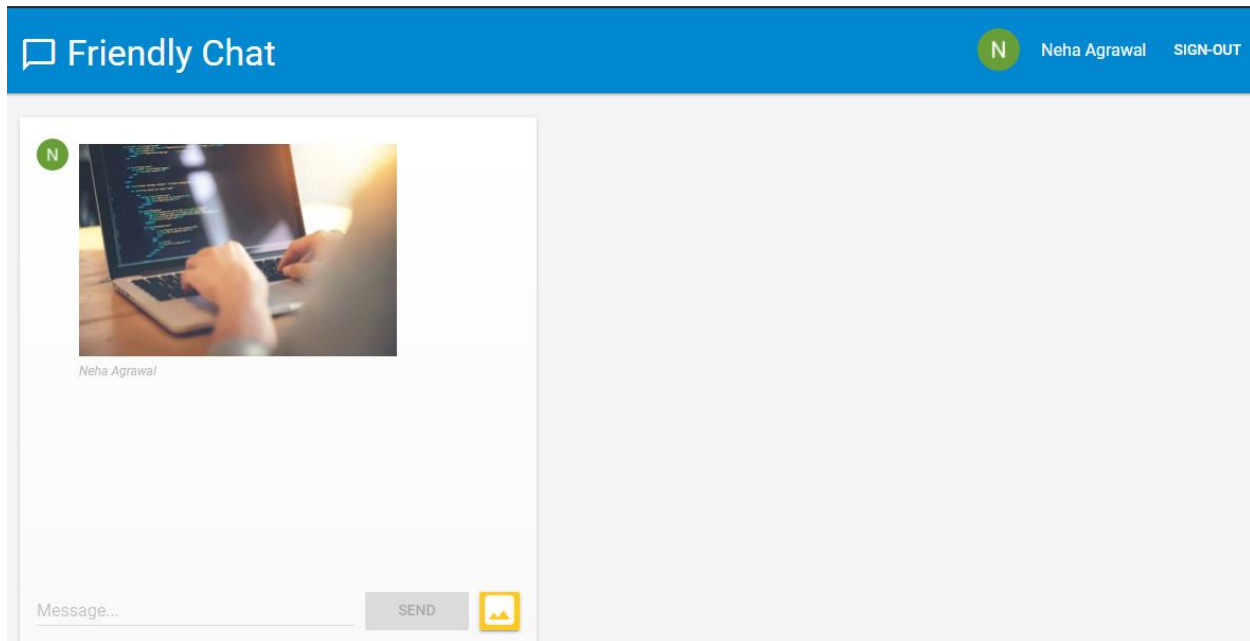 Friendly Chat
N
Neha Agrawal
SIGN-OUT
N
Neha Agrawal
Message...
SEND